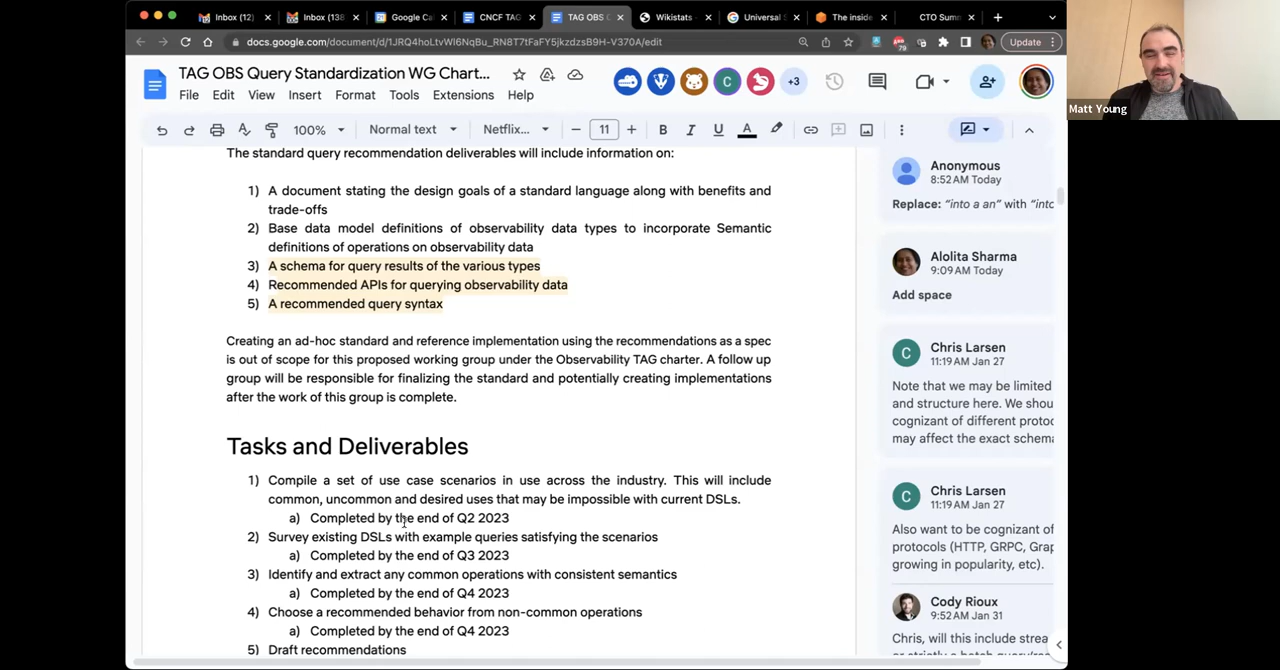 Inbox (12)
Inbox (138
Google Ca
CNCF TAG
TAG OBS C
Wikistats -
Universal S
The inside
CTO Sum
docs.google.com/document/d/1JRQ4hoLtvWl6NqBu_RN8T7tFaFY5jkzdzsB9H-V370A/edit
79
Update
TAG OBS Query Standardization WG Chart...
File Edit View Insert Format Tools Extensions Help
C
+3
100%
Normal text
Netflix...
11
B I U A
The standard query recommendation deliverables will include information on:
1) A document stating the design goals of a standard language along with benefits and
trade-offs
2) Base data model definitions of observability data types to incorporate Semantic
definitions of operations on observability data
3) A schema for query results of the various types
4) Recommended APIs for querying observability data
5) A recommended query syntax
Creating an ad-hoc standard and reference implementation using the recommendations as a spec
is out of scope for this proposed working group under the Observability TAG charter. A follow up
group will be responsible for finalizing the standard and potentially creating implementations
after the work of this group is complete.
Tasks and Deliverables
1) Compile a set of use case scenarios in use across the industry. This will include
common, uncommon and desired uses that may be impossible with current DSLs.
a) Completed by the end of Q2 2023
2) Survey existing DSLs with example queries satisfying the scenarios
a) Completed by the end of Q3 2023
3) Identify and extract any common operations with consistent semantics
a) Completed by the end of Q4 2023
4) Choose a recommended behavior from non-common operations
a) Completed by the end of Q4 2023
5) Draft recommendations
Anonymous
8:52 AM Today
Replace: “into a an” with “into
Alolita Sharma
9:09 AM Today
Add space
C
Chris Larsen
11:19 AM Jan 27
Note that we may be limited
and structure here. We shou
cognizant of different protoc
may affect the exact schema
C
Chris Larsen
11:19 AM Jan 27
Also want to be cognizant of
protocols (HTTP, GRPC, Grap
growing in popularity, etc).
Cody Rioux
9:52 AM Jan 31
Chris, will this include strea
Matt Young